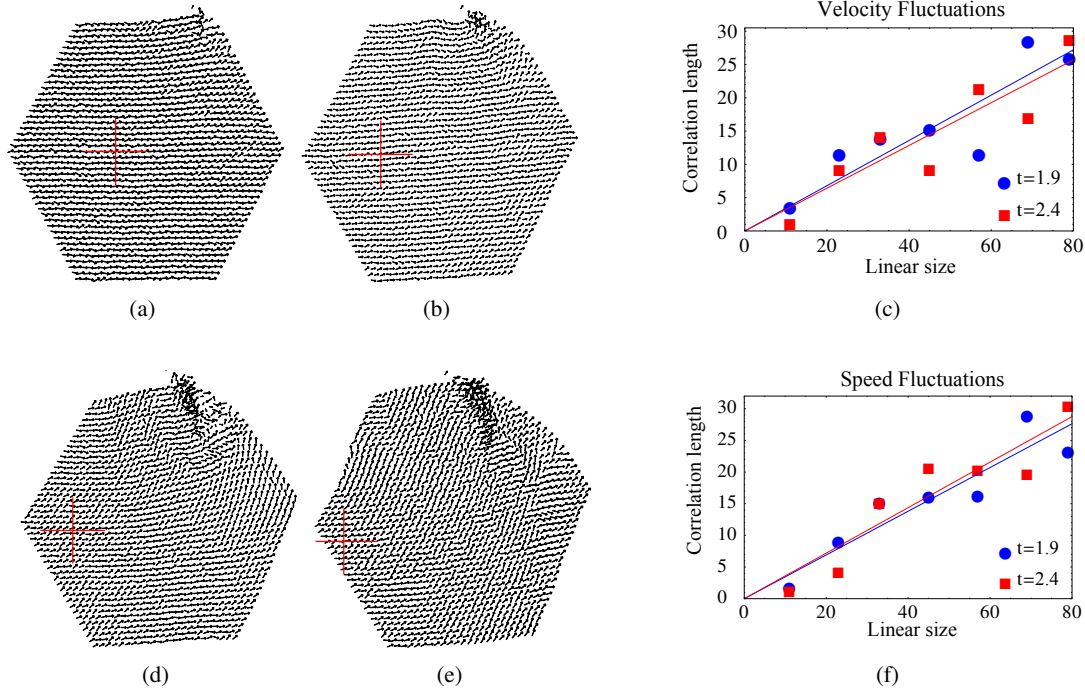 Velocity Fluctuations
Correlation length
30
25
20
15
10
5
0
0 20 40 60 80
Linear size
t=1.9
t=2.4
(a)
(b)
(c)
Speed Fluctuations
Correlation length
30
25
20
15
10
5
0
0 20 40 60 80
Linear size
t=1.9
t=2.4
(d)
(e)
(f)